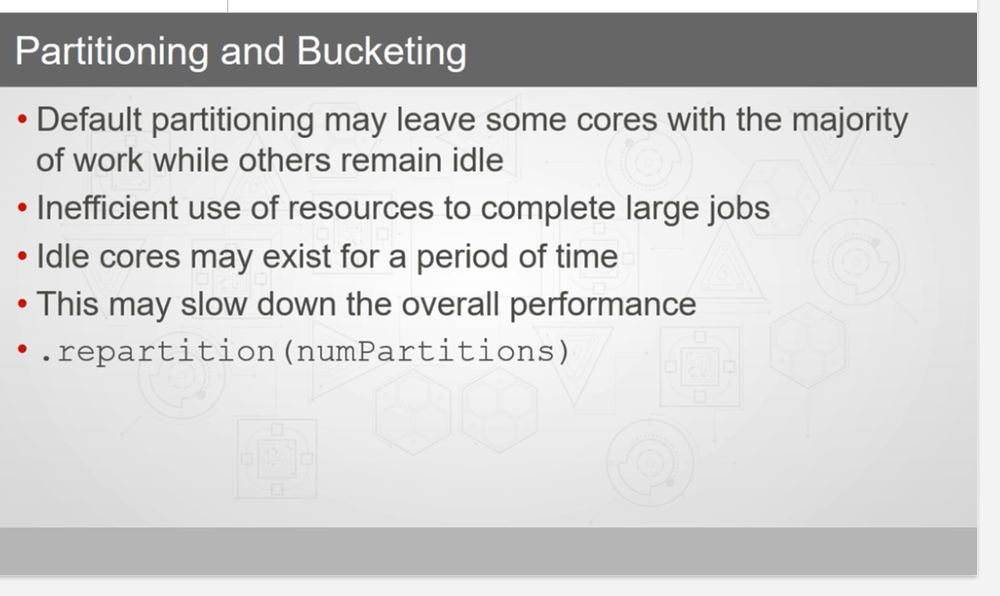 Partitioning and Bucketing
• Default partitioning may leave some cores with the majority
of work while others remain idle
• Inefficient use of resources to complete large jobs
• Idle cores may exist for a period of time
• This may slow down the overall performance
• .repartition(numPartitions)